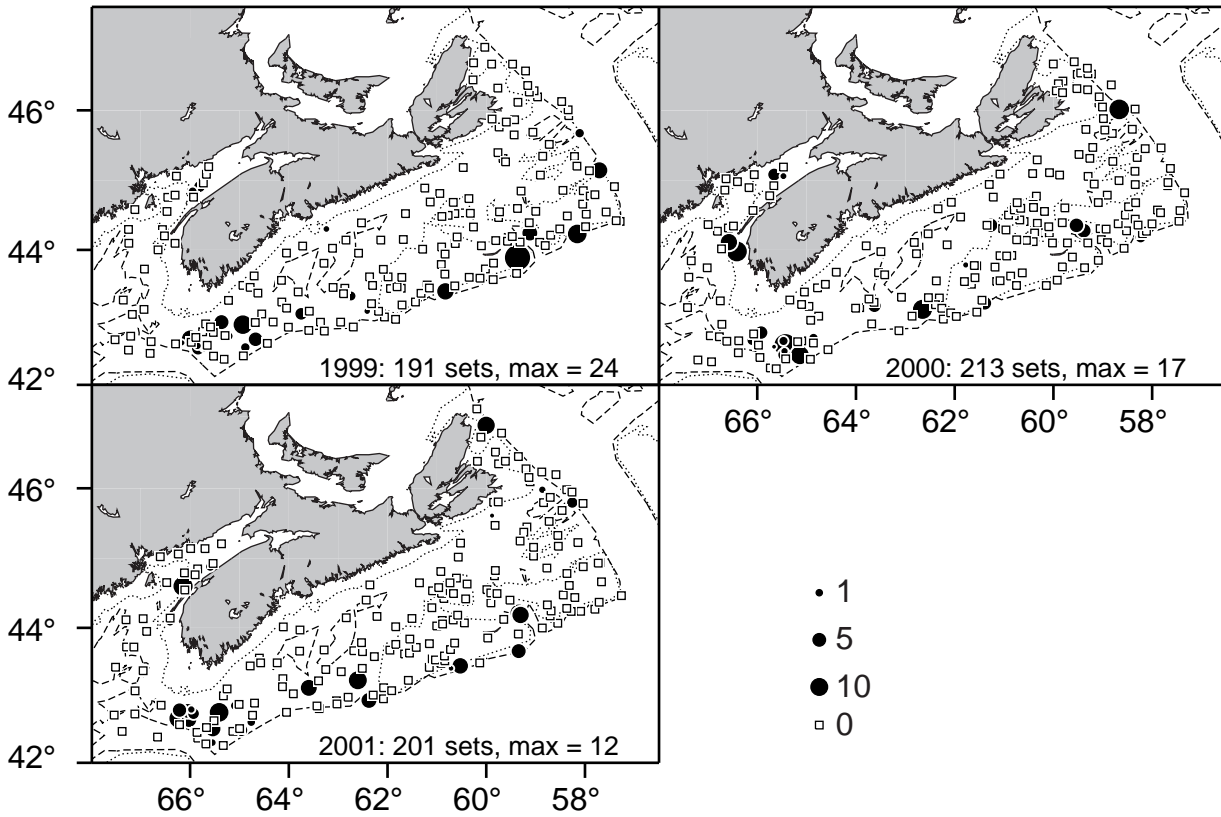 46°
44°
42°
1999: 191 sets, max = 24
2000: 213 sets, max = 17
66° 64° 62° 60° 58°
46°
44°
42°
2001: 201 sets, max = 12
66° 64° 62° 60° 58°
1
5
10
0